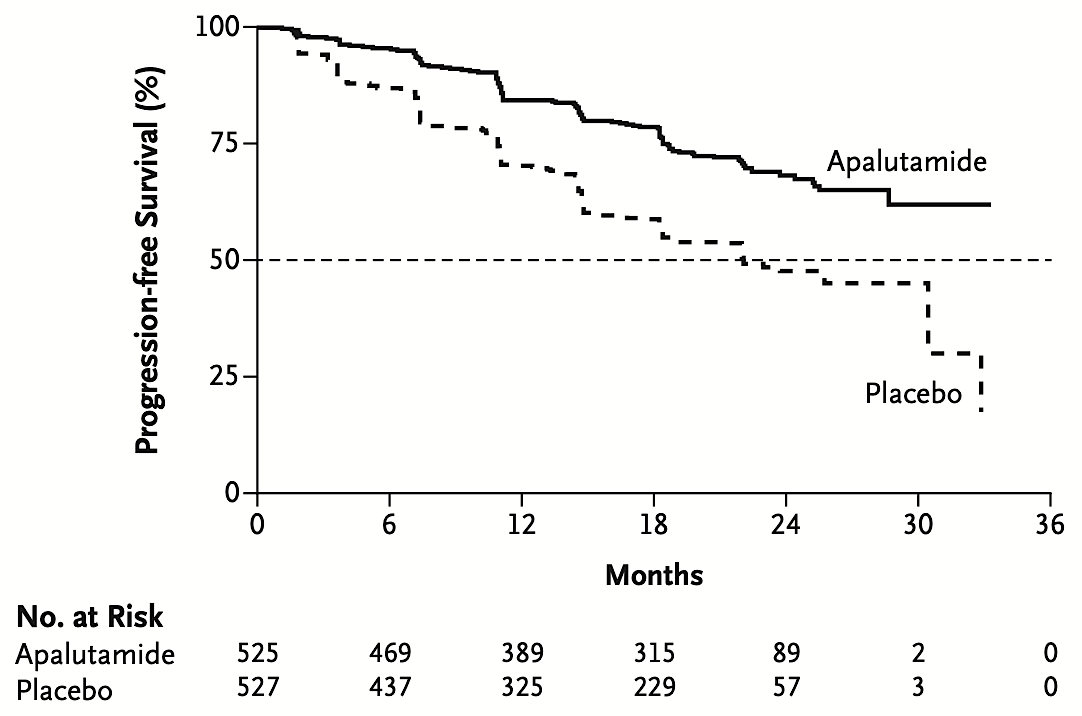 Progression-free Survival (%)
100
75
50
25
0
Apalutamide
Placebo
0 6 12 18 24 30 36
Months
No. at Risk
Apalutamide 525 469 389 315 89 2 0
Placebo 527 437 325 229 57 3 0